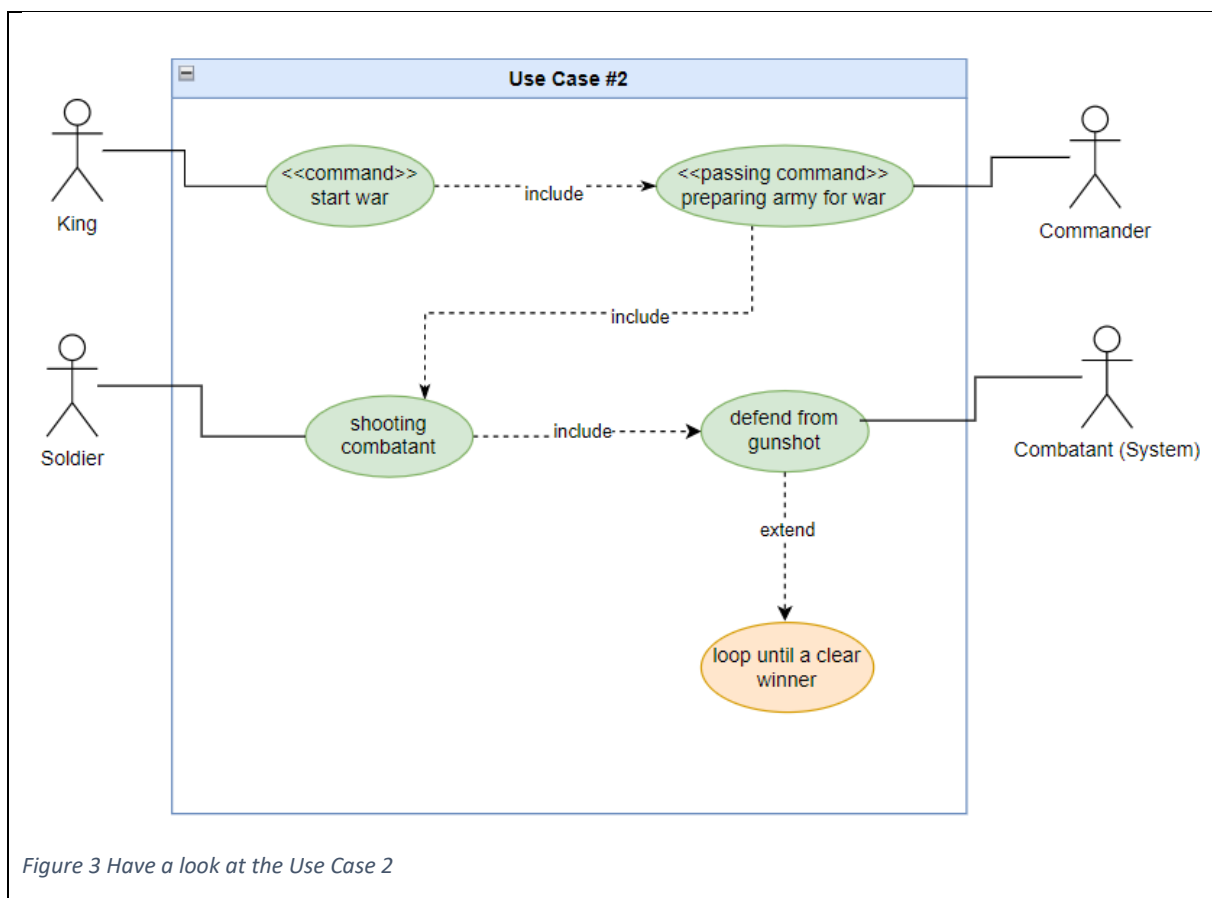 Use Case #2
<<command>>
start war
include
<<passing command>>
preparing army for war
King
Commander
include
Soldier
shooting
combatant
include
defend from
gunshot
Combatant (System)
extend
loop until a clear
winner
Figure 3 Have a look at the Use Case 2